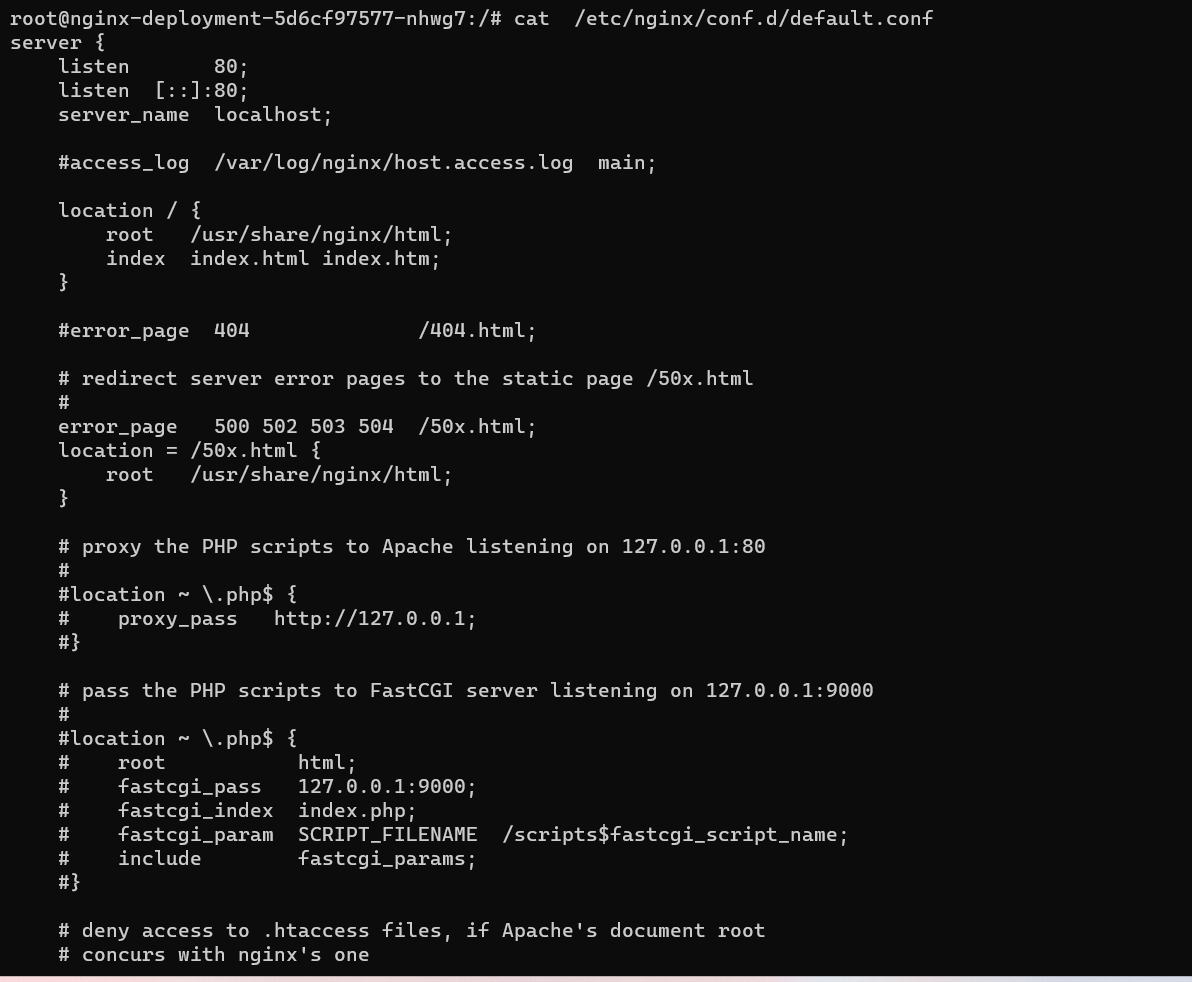 root@nginx-deployment-5d6cf97577-nhwg7:/# cat  /etc/nginx/conf.d/default.conf
server {
    listen       80;
    listen  [::]:80;
    server_name  localhost;

    #access_log  /var/log/nginx/host.access.log  main;

    location / {
        root   /usr/share/nginx/html;
        index  index.html index.htm;
    }

    #error_page  404              /404.html;

    # redirect server error pages to the static page /50x.html
    #
    error_page   500 502 503 504  /50x.html;
    location = /50x.html {
        root   /usr/share/nginx/html;
    }

    # proxy the PHP scripts to Apache listening on 127.0.0.1:80
    #
    #location ~ \.php$ {
    #    proxy_pass   http://127.0.0.1;
    #}

    # pass the PHP scripts to FastCGI server listening on 127.0.0.1:9000
    #
    #location ~ \.php$ {
    #    root           html;
    #    fastcgi_pass   127.0.0.1:9000;
    #    fastcgi_index  index.php;
    #    fastcgi_param  SCRIPT_FILENAME  /scripts$fastcgi_script_name;
    #    include        fastcgi_params;
    #}

    # deny access to .htaccess files, if Apache's document root
    # concurs with nginx's one